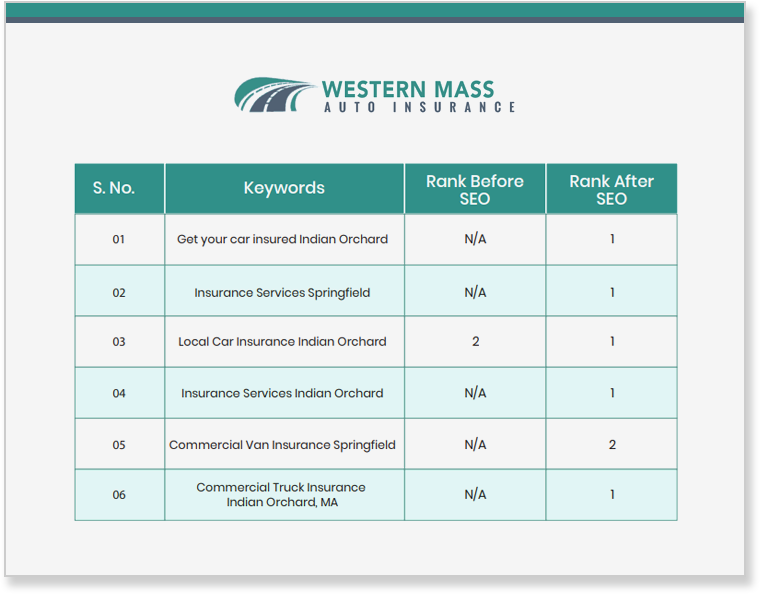 WESTERN MASS
AUTO INSURANCE
S. No. Keywords Rank Before SEO Rank After SEO
01 Get your car insured Indian Orchard N/A 1
02 Insurance Services Springfield N/A 1
03 Local Car Insurance Indian Orchard 2 1
04 Insurance Services Indian Orchard N/A 1
05 Commercial Van Insurance Springfield N/A 2
06 Commercial Truck Insurance Indian Orchard, MA N/A 1